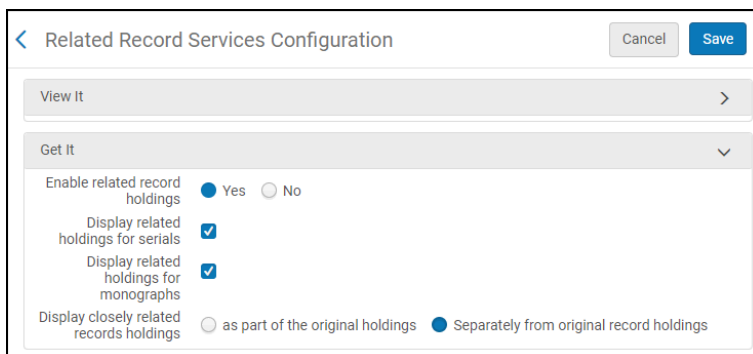 Related Record Services Configuration Cancel Save
View It
Get It
Enable related record
holdings
Yes No
Display related
holdings for serials
Display related
holdings for
monographs
Display closely related
records holdings
as part of the original holdings Separately from original record holdings